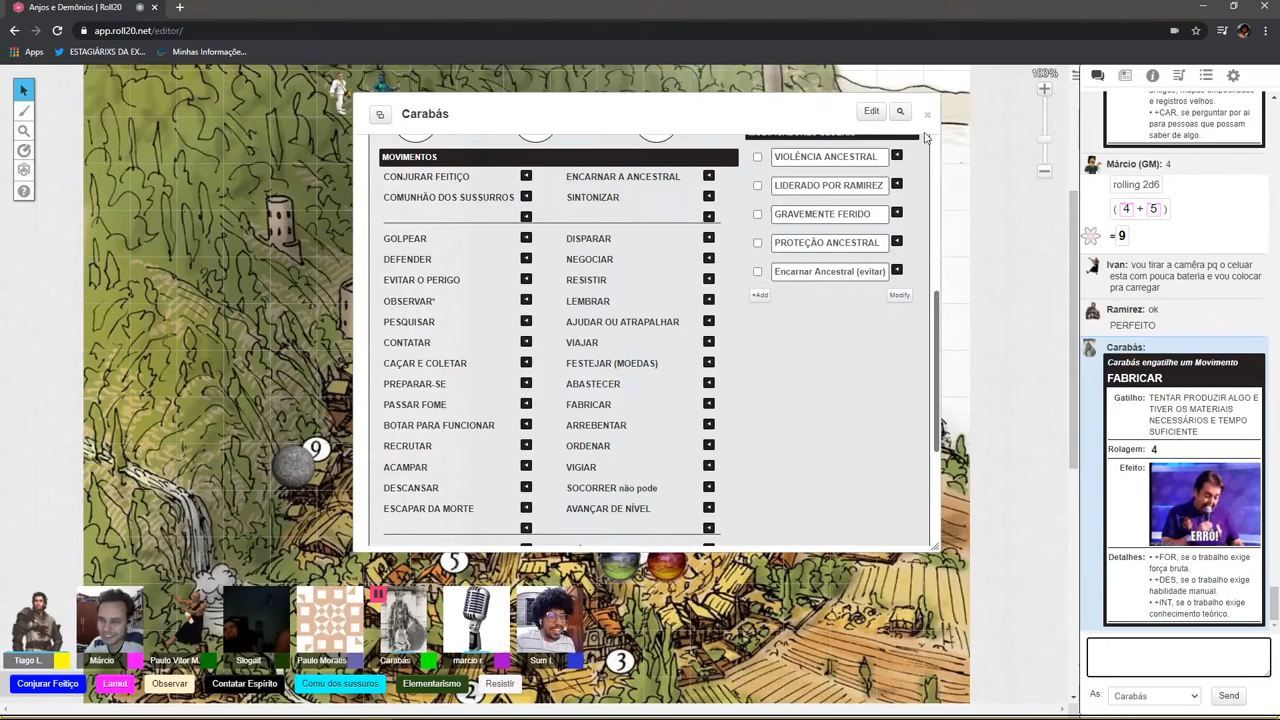 Anjos e Demônios | Roll20
app.roll20.net/editor/
Apps
ESTAGIÁRIXS DA EX...
Minhas Informaçõe...
100%
Carabás
Edit
MOVIMENTOS
CONJURAR FEITIÇO
ENCARNAR A ANCESTRAL
COMUNHÃO DOS SUSSURROS
SINTONIZAR
GOLPEAR
DISPARAR
DEFENDER
NEGOCIAR
EVITAR O PERIGO
RESISTIR
OBSERVAR*
LEMBRAR
PESQUISAR
AJUDAR OU ATRAPALHAR
CONTATAR
VIAJAR
CAÇAR E COLETAR
FESTEJAR (MOEDAS)
PREPARAR-SE
ABASTECER
PASSAR FOME
FABRICAR
BOTAR PARA FUNCIONAR
ARREBENTAR
RECRUTAR
ORDENAR
ACAMPAR
VIGIAR
DESCANSAR
SOCORRER não pode
ESCAPAR DA MORTE
AVANÇAR DE NÍVEL
VIOLÊNCIA ANCESTRAL
LIDERADO POR RAMIREZ
GRAVEMENTE FERIDO
PROTEÇÃO ANCESTRAL
Encarnar Ancestral (evitar)
+Add
Modify
9
5
3
2
Tiago L.
Márcio
Paulo Vilor M.
Slogait
Paulo Moraes
Carabás
marcio r.
Sum I.
Conjurar Feitiço
Lamut
Observar
Contatar Espírito
Comu dos sussuros
Elementarismo
Resistir
e registros velhos.
• +CAR, se perguntar por ai
para pessoas que possam
saber de algo.
Márcio (GM): 4
rolling 2d6
( 4 + 5 )
= 9
Ivan: vou tirar a camêra pq o celuar
esta com pouca bateria e vou colocar
pra carregar
Ramirez: ok
PERFEITO
Carabás:
Carabás engatilhe um Movimento
FABRICAR
Gatilho: TENTAR PRODUZIR ALGO E
TIVER OS MATERIAIS
NECESSÁRIOS E TEMPO
SUFICIENTE
Rolagem: 4
Efeito:
ERRO!
Detalhes: • +FOR, se o trabalho exige
força bruta.
• +DES, se o trabalho exige
habilidade manual.
• +INT, se o trabalho exige
conhecimento teórico.
As: Carabás
Send